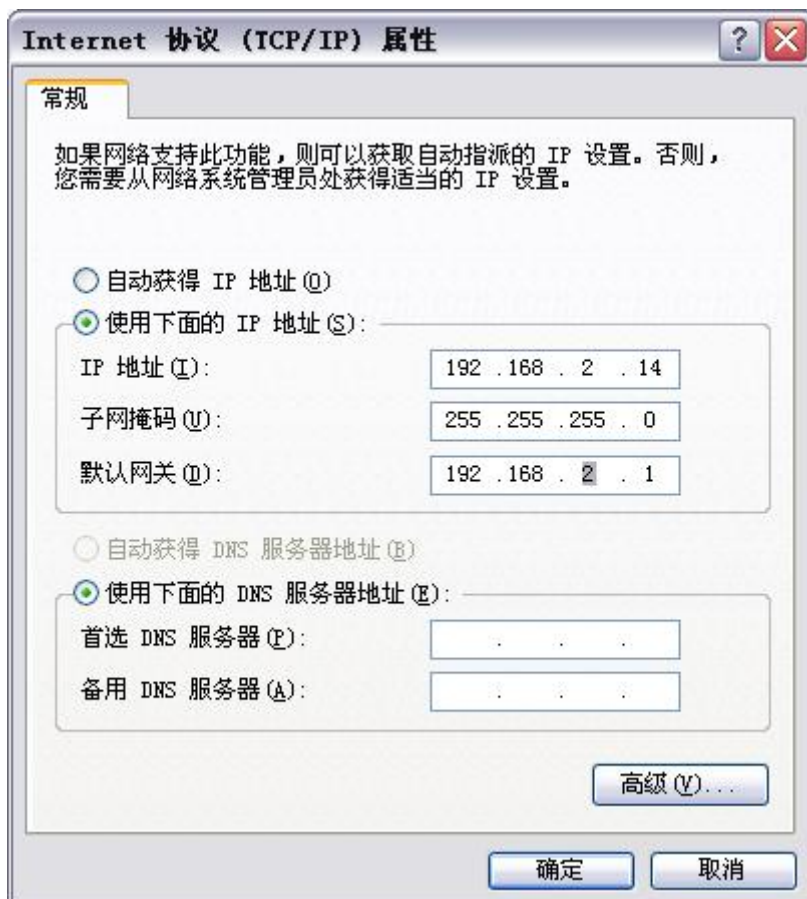 Internet 协议 (TCP/IP) 属性
常规
如果网络支持此功能，则可以获取自动指派的 IP 设置。否则，
您需要从网络系统管理员处获得适当的 IP 设置。
自动获得 IP 地址(O)
使用下面的 IP 地址(S):
IP 地址(I): 192 .168 . 2 . 14
子网掩码(U): 255 .255 .255 . 0
默认网关(D): 192 .168 . 2 . 1
自动获得 DNS 服务器地址(B)
使用下面的 DNS 服务器地址(E):
首选 DNS 服务器(P): . . .
备用 DNS 服务器(A): . . .
高级(V)...
确定 取消